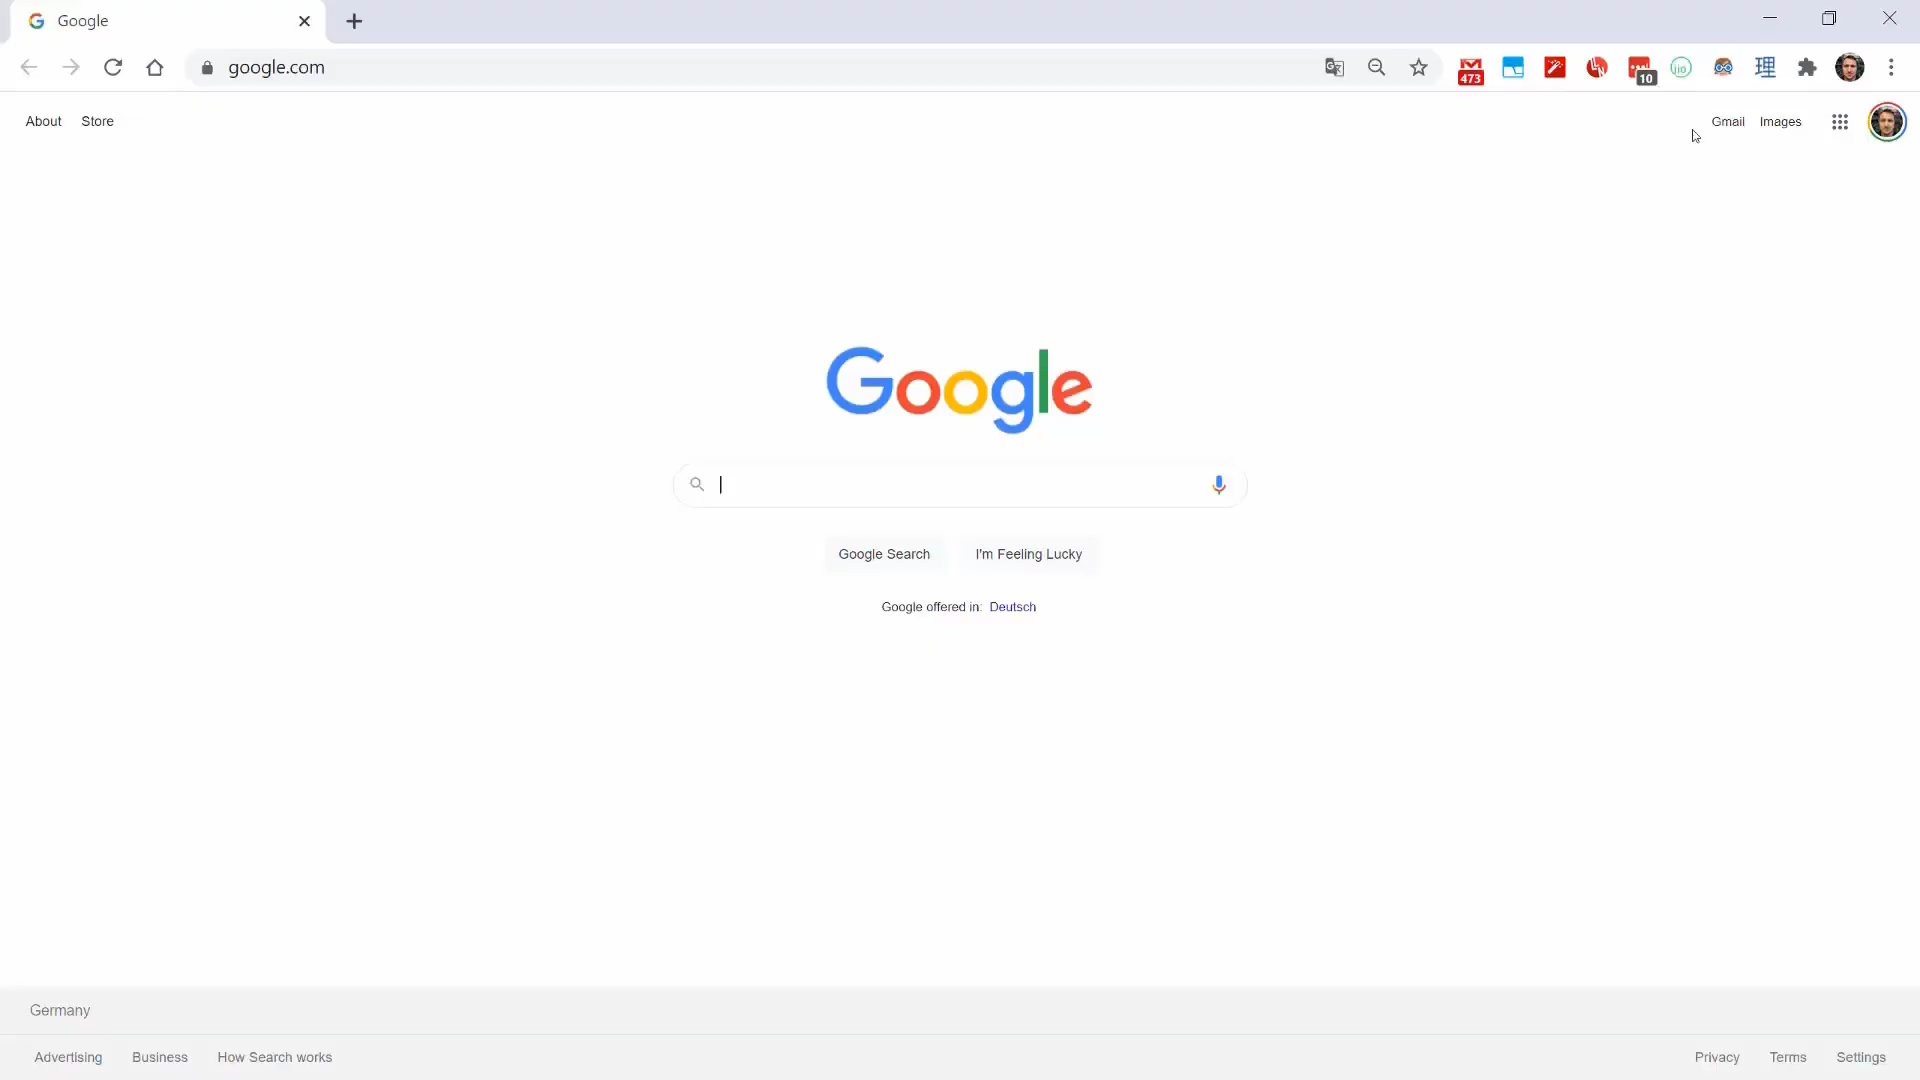 Google
google.com
473
10
理
About Store
Gmail Images
Google
Google Search I'm Feeling Lucky
Google offered in: Deutsch
Germany
Advertising Business How Search works
Privacy Terms Settings